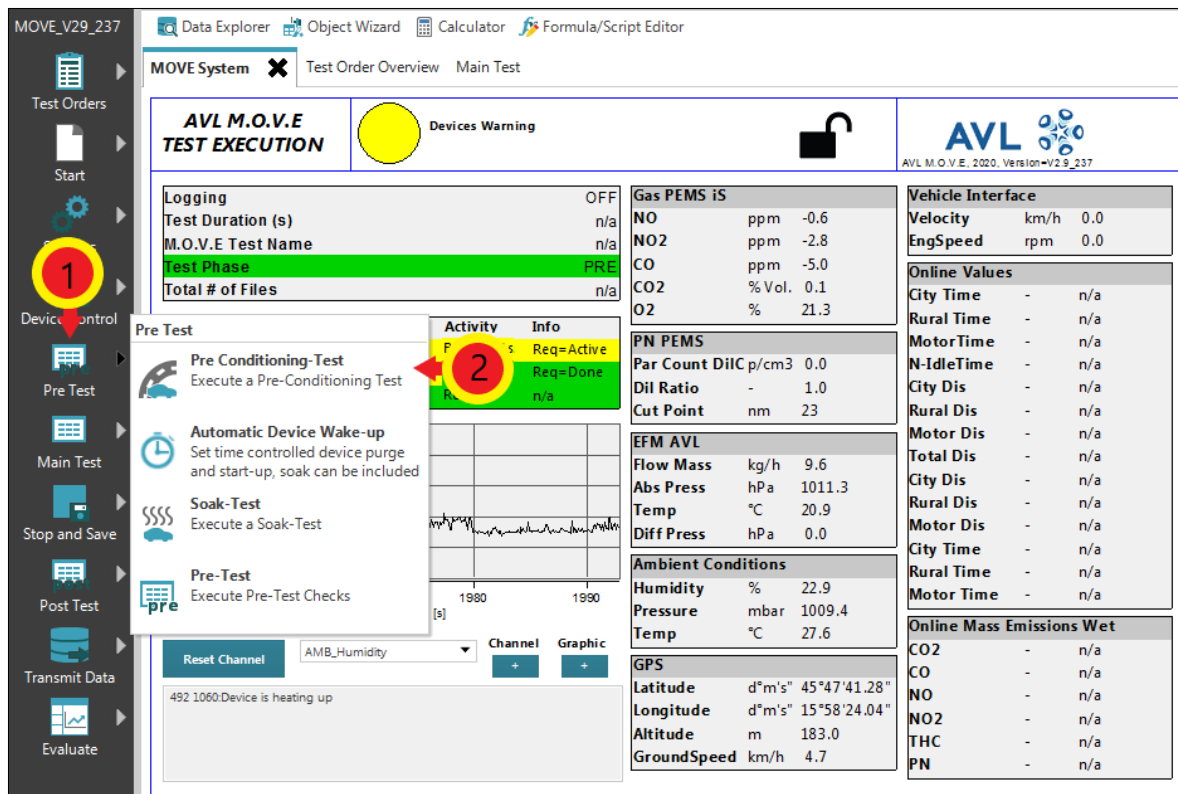 MOVE_V29_237
Data Explorer Object Wizard Calculator Formula/Script Editor
MOVE System Test Order Overview Main Test
Test Orders
Start
1
Device Control
Pre Test
Main Test
Stop and Save
post
Post Test
Transmit Data
Evaluate
AVL M.O.V.E
TEST EXECUTION
Devices Warning
AVL
AVL M.O.V.E, 2020, Version=V2.9_237
Logging OFF
Test Duration (s) n/a
M.O.V.E Test Name n/a
Test Phase PRE
Total # of Files n/a
Activity Info
Req=Active
Req=Done
n/a
Pre Test
Pre Conditioning-Test
Execute a Pre-Conditioning Test
2
Automatic Device Wake-up
Set time controlled device purge
and start-up, soak can be included
Soak-Test
Execute a Soak-Test
Pre-Test
Execute Pre-Test Checks
pre
1980 1990
[s]
Reset Channel
AMB_Humidity
Channel Graphic
+ +
492 1060:Device is heating up
Gas PEMS iS
NO ppm -0.6
NO2 ppm -2.8
CO ppm -5.0
CO2 % Vol. 0.1
O2 % 21.3
PN PEMS
Par Count DilC p/cm3 0.0
Dil Ratio - 1.0
Cut Point nm 23
EFM AVL
Flow Mass kg/h 9.6
Abs Press hPa 1011.3
Temp °C 20.9
Diff Press hPa 0.0
Ambient Conditions
Humidity % 22.9
Pressure mbar 1009.4
Temp °C 27.6
GPS
Latitude d°m's" 45°47'41.28"
Longitude d°m's" 15°58'24.04"
Altitude m 183.0
GroundSpeed km/h 4.7
Vehicle Interface
Velocity km/h 0.0
EngSpeed rpm 0.0
Online Values
City Time - n/a
Rural Time - n/a
MotorTime - n/a
N-IdleTime - n/a
City Dis - n/a
Rural Dis - n/a
Motor Dis - n/a
Total Dis - n/a
City Dis - n/a
Rural Dis - n/a
Motor Dis - n/a
City Time - n/a
Rural Time - n/a
Motor Time - n/a
Online Mass Emissions Wet
CO2 - n/a
CO - n/a
NO - n/a
NO2 - n/a
THC - n/a
PN - n/a